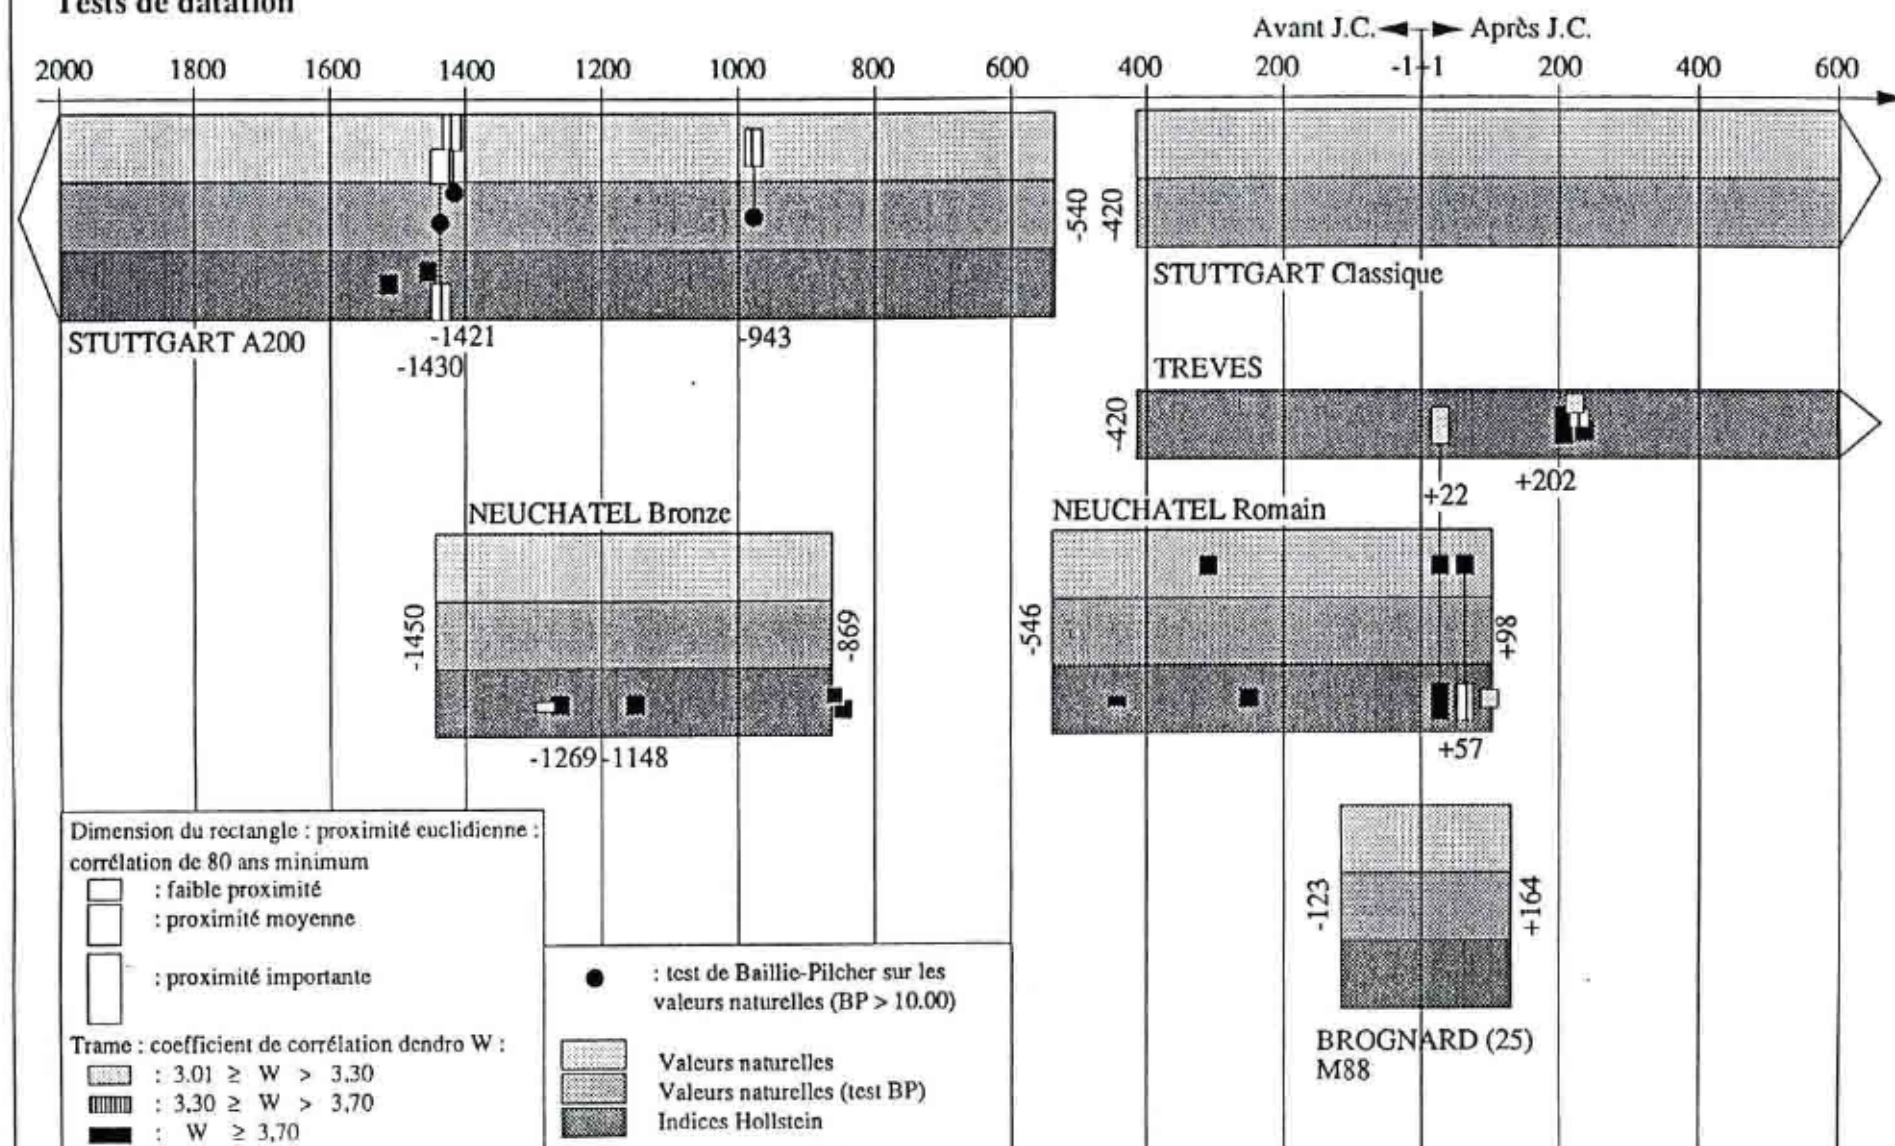 Tests de datation
Avant J.C. Après J.C.
2000 1800 1600 1400 1200 1000 800 600 400 200 -1+1 200 400 600
-540
-420
STUTTGART A200
-1421
-1430
-943
STUTTGART Classique
TREVES
-420
+22
+202
NEUCHATEL Bronze
-1450
-869
-1269 -1148
NEUCHATEL Romain
-546
+98
+57
-123
+164
BROGNARD (25)
M88
Dimension du rectangle : proximité euclidienne :
corrélation de 80 ans minimum
: faible proximité
: proximité moyenne
: proximité importante
Trame : coefficient de corrélation dendro W :
: 3.01 ≥ W > 3.30
: 3.30 ≥ W > 3.70
: W ≥ 3,70
: test de Baillie-Pilcher sur les
valeurs naturelles (BP > 10.00)
Valeurs naturelles
Valeurs naturelles (test BP)
Indices Hollstein